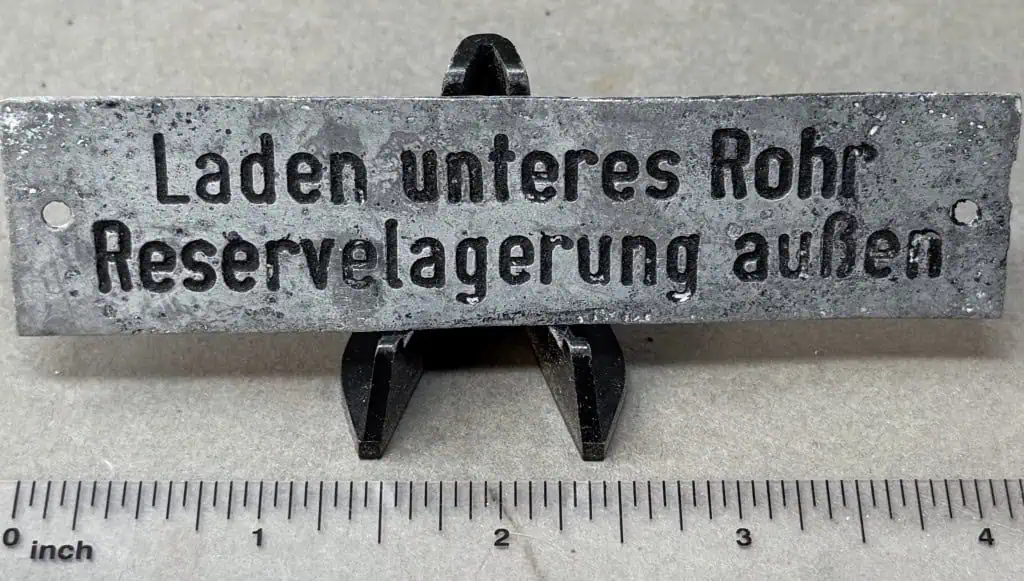 Laden unteres Rohr
Reservelagerung außen
0 1 2 3 4
inch